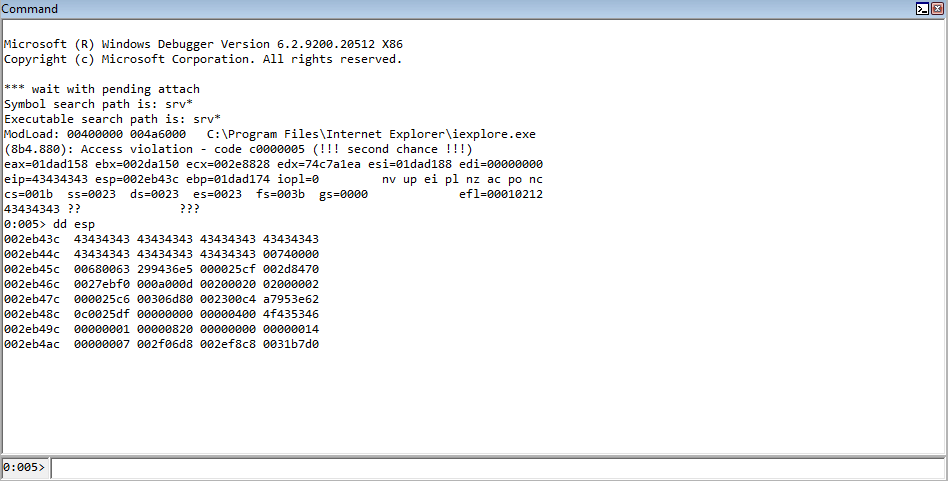 Command
Microsoft (R) Windows Debugger Version 6.2.9200.20512 X86
Copyright (c) Microsoft Corporation. All rights reserved.
*** wait with pending attach
Symbol search path is: srv*
Executable search path is: srv*
ModLoad: 00400000 004a6000   C:\Program Files\Internet Explorer\iexplore.exe
(8b4.880): Access violation - code c0000005 (!!! second chance !!!)
eax=01dad158 ebx=002da150 ecx=002e8828 edx=74c7a1ea esi=01dad188 edi=00000000
eip=43434343 esp=002eb43c ebp=01dad174 iopl=0         nv up ei pl nz ac po nc
cs=001b  ss=0023  ds=0023  es=0023  fs=003b  gs=0000             efl=00010212
43434343 ??              ???
0:005> dd esp
002eb43c  43434343 43434343 43434343 43434343
002eb44c  43434343 43434343 43434343 00740000
002eb45c  00680063 299436e5 000025cf 002d8470
002eb46c  0027ebf0 000a000d 00200020 02000002
002eb47c  000025c6 00306d80 002300c4 a7953e62
002eb48c  0c0025df 00000000 00000400 4f435346
002eb49c  00000001 00000820 00000000 00000014
002eb4ac  00000007 002f06d8 002ef8c8 0031b7d0
0:005>